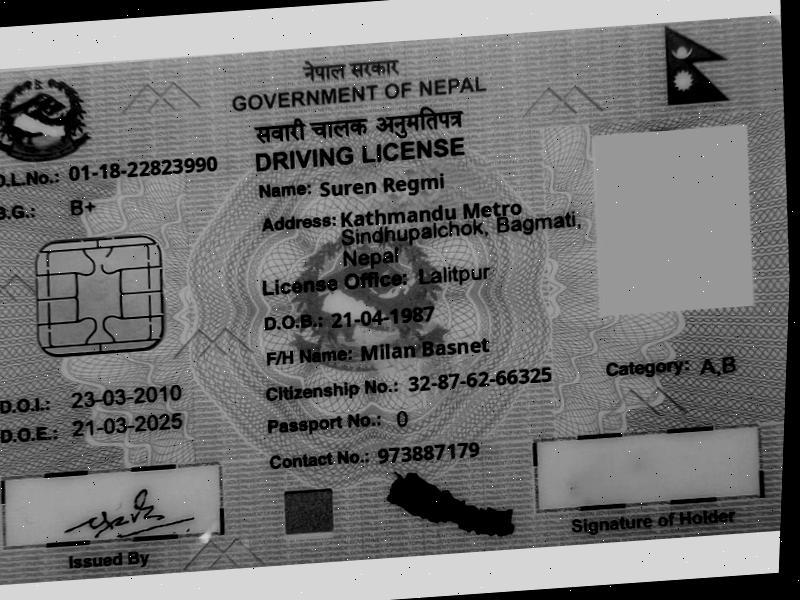 नेपाल सरकार
GOVERNMENT OF NEPAL
सवारी चालक अनुमतिपत्र
DRIVING LICENSE
D.L.No.: 01-18-22823990
B.G.: B+
Name: Suren Regmi
Address: Kathmandu Metro
Sindhupalchok, Bagmati,
Nepal
License Office: Lalitpur
D.O.B.: 21-04-1987
F/H Name: Milan Basnet
Citizenship No.: 32-87-62-66325
Passport No.: 0
Contact No.: 973887179
Category: A,B
D.O.I.: 23-03-2010
D.O.E.: 21-03-2025
Issued By
Signature of Holder